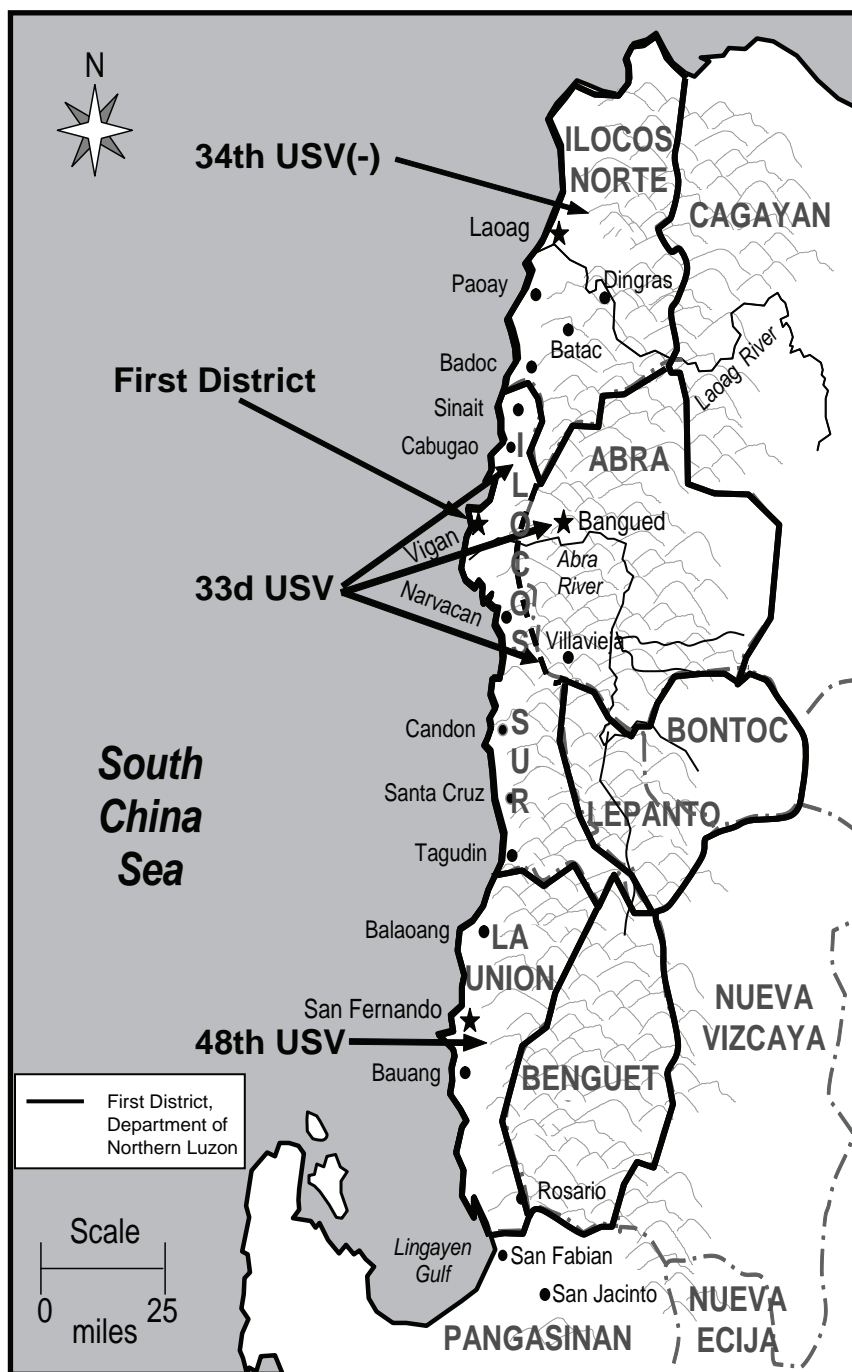 N
34th USV(-)
ILOCOS
NORTE
CAGAYAN
Laoag
Paoay
Dingras
Batac
Badoc
Laoag River
First District
Sinait
Cabugao
ILOCOS SUR
ABRA
Vigan
Bangued
Abra
River
33d USV
Narvacan
Villavieja
Candon
BONTOC
South
China
Sea
Santa Cruz
LEPANTO
Tagudin
Balaoang
LA
UNION
San Fernando
NUEVA
VIZCAYA
48th USV
Bauang
BENGUET
First District,
Department of
Northern Luzon
Rosario
Scale
0 25
miles
Lingayen
Gulf
San Fabian
San Jacinto
NUEVA
ECIJA
PANGASINAN